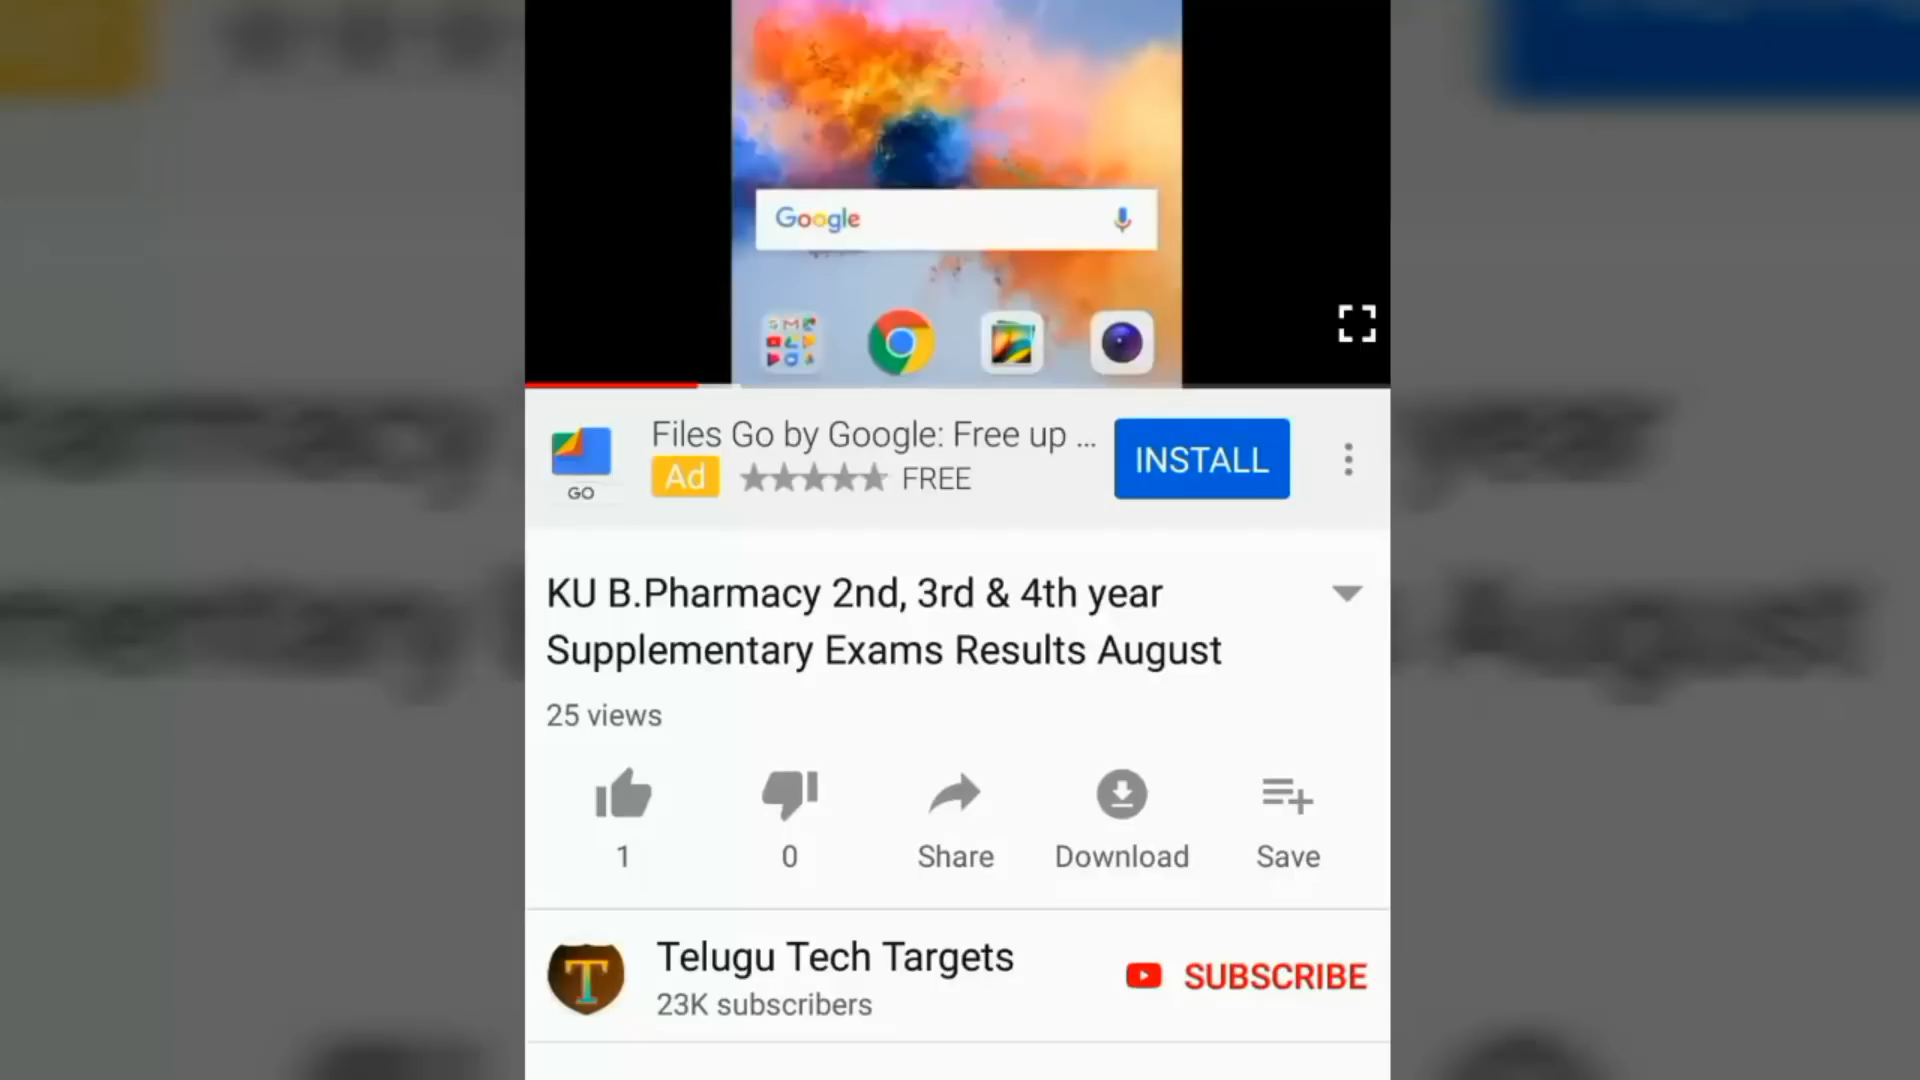 Google
Files Go by Google: Free up ...
GO
Ad
FREE
INSTALL
KU B.Pharmacy 2nd, 3rd & 4th year
Supplementary Exams Results August
25 views
1
0
Share
Download
Save
T
Telugu Tech Targets
23K subscribers
SUBSCRIBE